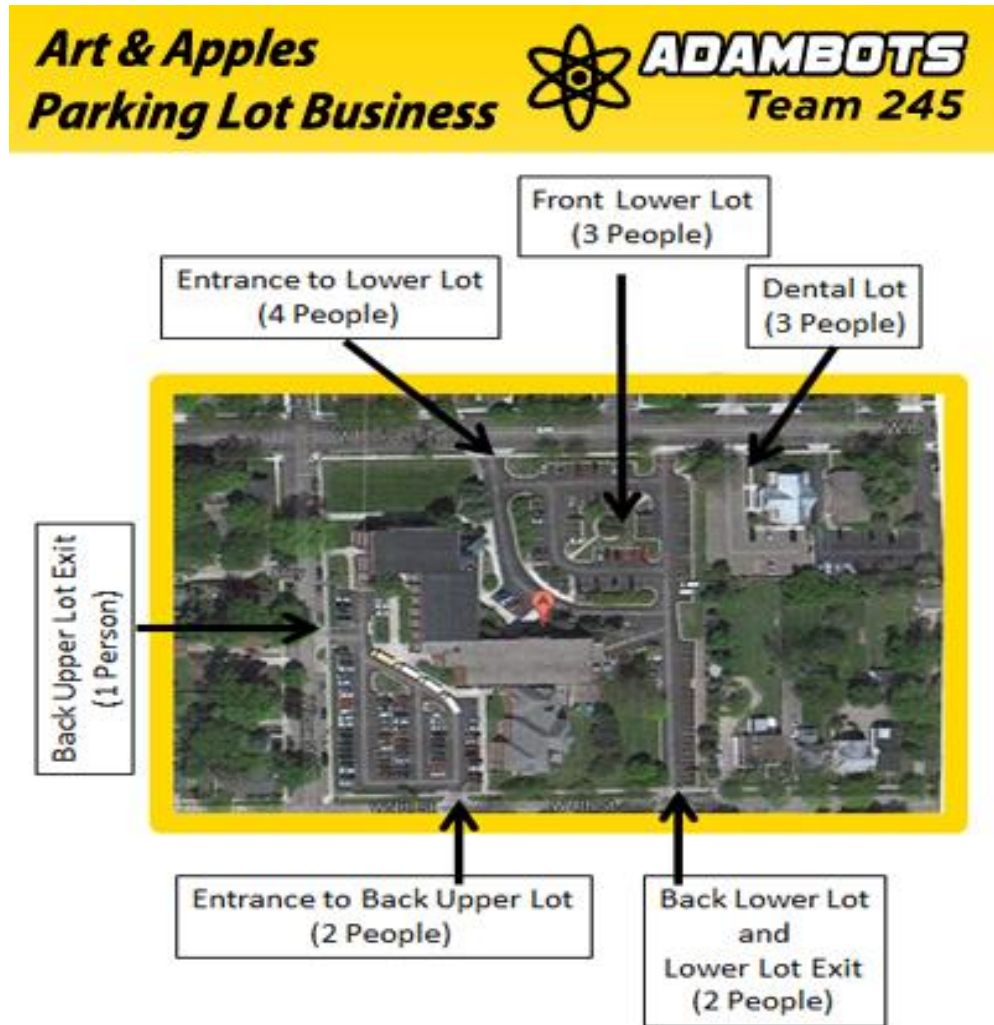 Art & Apples
Parking Lot Business
ADAMBOTS
Team 245
Front Lower Lot
(3 People)
Entrance to Lower Lot
(4 People)
Dental Lot
(3 People)
Back Upper Lot Exit
(1 Person)
A
Entrance to Back Upper Lot
(2 People)
Back Lower Lot
and
Lower Lot Exit
(2 People)